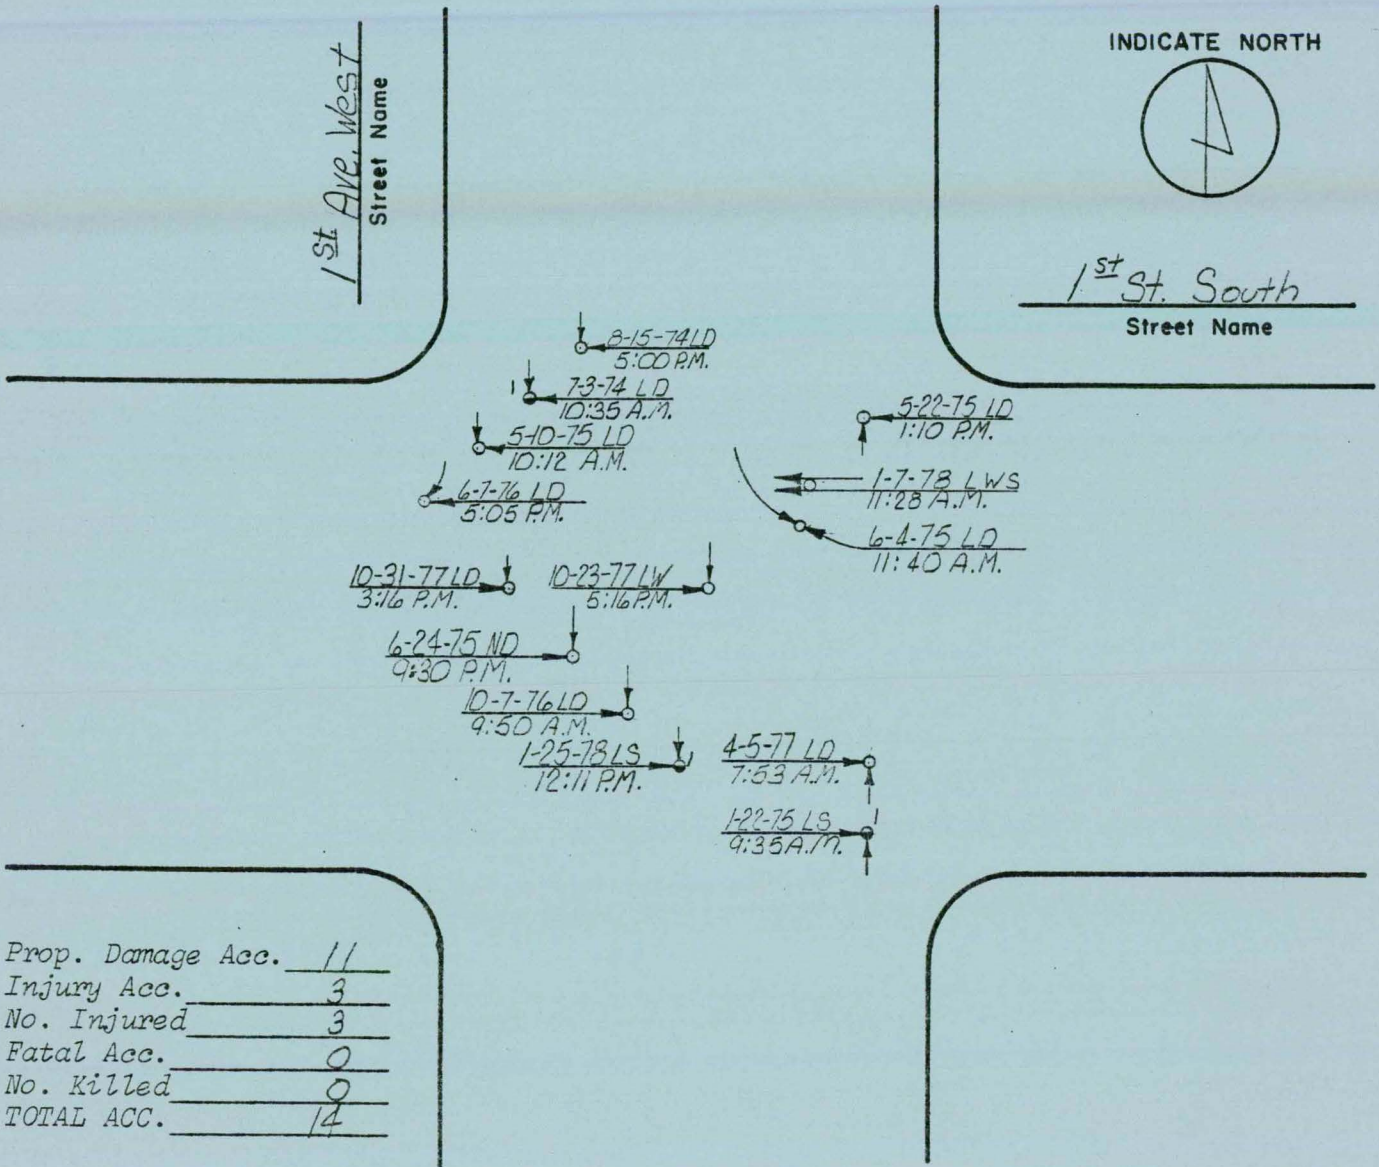 1st Ave. West
Street Name
INDICATE NORTH
1st St. South
Street Name
8-15-74 LD
5:00 P.M.
1
7-3-74 LD
10:35 A.M.
5-10-75 LD
10:12 A.M.
6-7-76 LD
5:05 P.M.
5-22-75 LD
1:10 P.M.
1-7-78 LWS
11:28 A.M.
6-4-75 LD
11:40 A.M.
10-31-77 LD
3:16 P.M.
10-23-77 LW
5:16 P.M.
6-24-75 ND
9:30 P.M.
10-7-76 LD
9:50 A.M.
1-25-78 LS
12:11 P.M.
1
4-5-77 LD
7:53 A.M.
1-22-75 LS
9:35 A.M.
1
Prop. Damage Acc. 11
Injury Acc. 3
No. Injured 3
Fatal Acc. 0
No. Killed 0
TOTAL ACC. 14